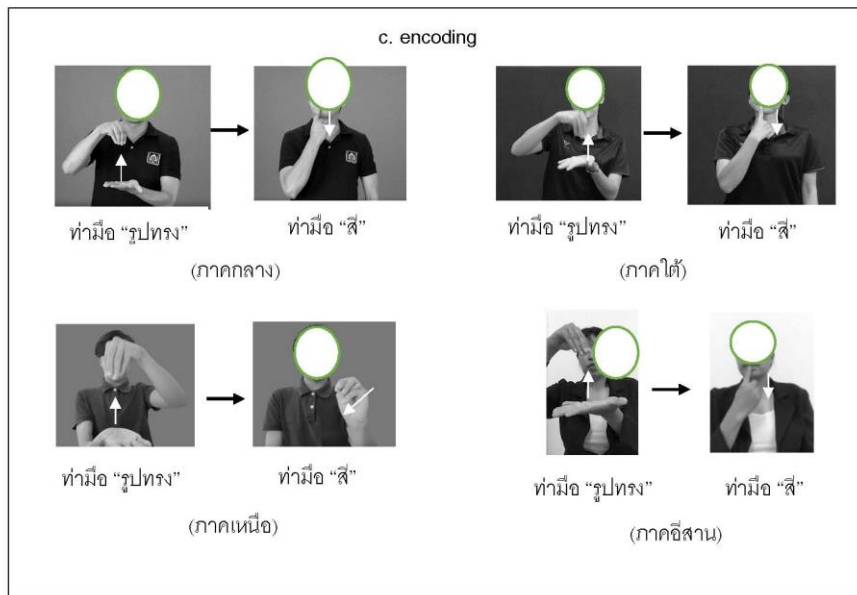 c. encoding
ท่ามือ “รูปทรง”
ท่ามือ “สี”
(ภาคกลาง)
ท่ามือ “รูปทรง”
ท่ามือ “สี”
(ภาคใต้)
ท่ามือ “รูปทรง”
ท่ามือ “สี”
(ภาคเหนือ)
ท่ามือ “รูปทรง”
ท่ามือ “สี”
(ภาคอีสาน)